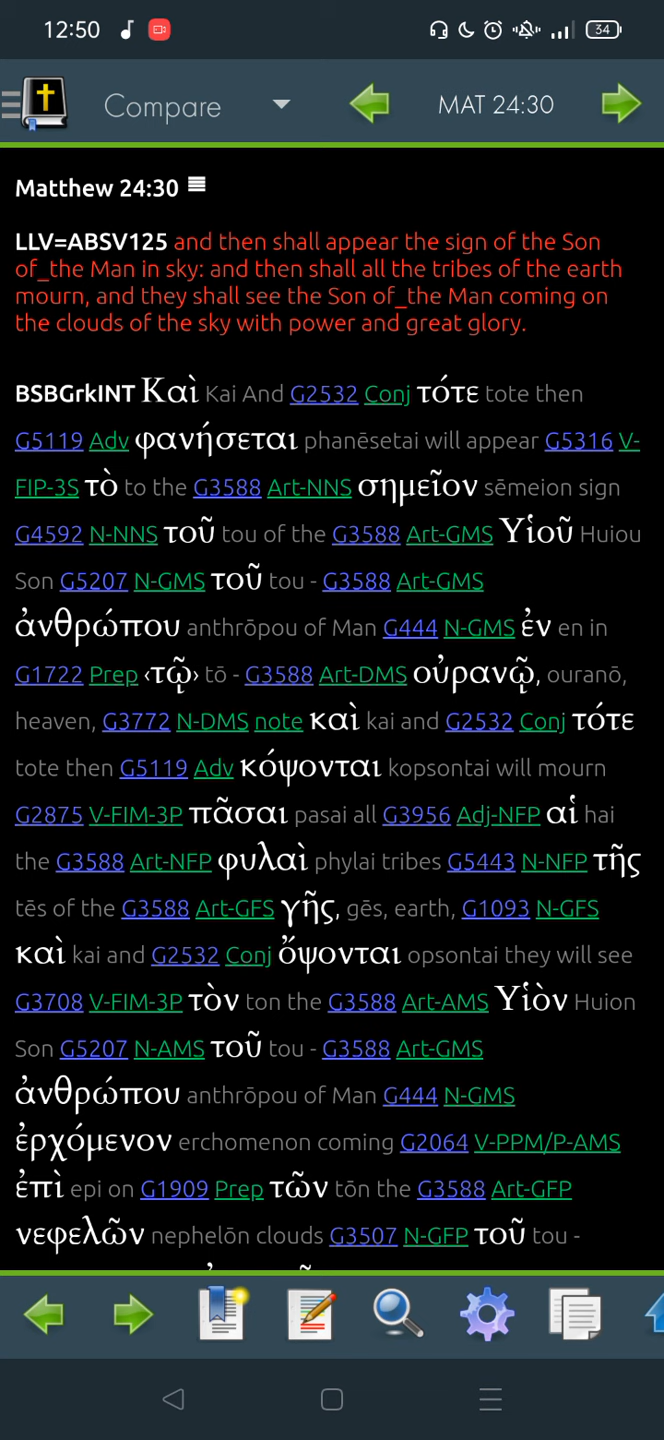 12:50
34
Compare
MAT 24:30
Matthew 24:30
LLV=ABSV125 and then shall appear the sign of the Son
of_the Man in sky: and then shall all the tribes of the earth
mourn, and they shall see the Son of_the Man coming on
the clouds of the sky with power and great glory.
BSBGrkINT Καὶ Kai And G2532 Conj τότε tote then
G5119 Adv φανήσεται phanēsetai will appear G5316 V-
FIP-3S τὸ to the G3588 Art-NNS σημεῖον sēmeion sign
G4592 N-NNS τοῦ tou of the G3588 Art-GMS Υἱοῦ Huiou
Son G5207 N-GMS τοῦ tou - G3588 Art-GMS
ἀνθρώπου anthrōpou of Man G444 N-GMS ἐν en in
G1722 Prep ‹τῷ› tō - G3588 Art-DMS οὐρανῷ, ouranō,
heaven, G3772 N-DMS note καὶ kai and G2532 Conj τότε
tote then G5119 Adv κόψονται kopsontai will mourn
G2875 V-FIM-3P πᾶσαι pasai all G3956 Adj-NFP αἱ hai
the G3588 Art-NFP φυλαὶ phylai tribes G5443 N-NFP τῆς
tēs of the G3588 Art-GFS γῆς, gēs, earth, G1093 N-GFS
καὶ kai and G2532 Conj ὄψονται opsontai they will see
G3708 V-FIM-3P τὸν ton the G3588 Art-AMS Υἱὸν Huion
Son G5207 N-AMS τοῦ tou - G3588 Art-GMS
ἀνθρώπου anthrōpou of Man G444 N-GMS
ἐρχόμενον erchomenon coming G2064 V-PPM/P-AMS
ἐπὶ epi on G1909 Prep τῶν tōn the G3588 Art-GFP
νεφελῶν nephelōn clouds G3507 N-GFP τοῦ tou -